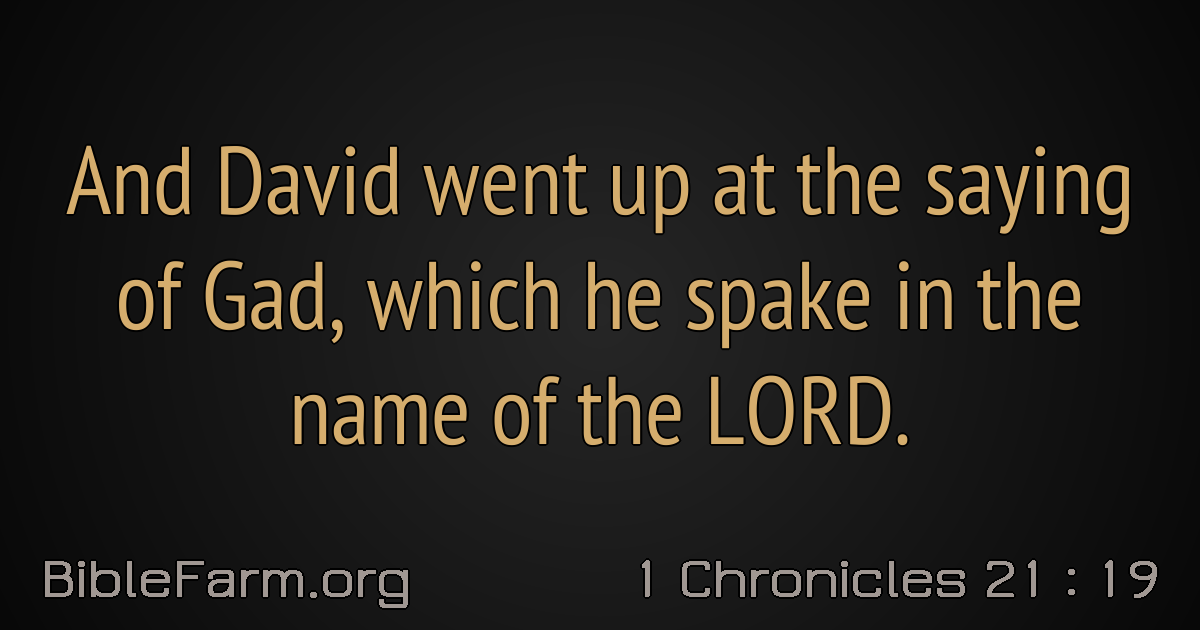 And David went up at the saying
of Gad, which he spake in the
name of the LORD.
BibleFarm.org
1 Chronicles 21 : 19